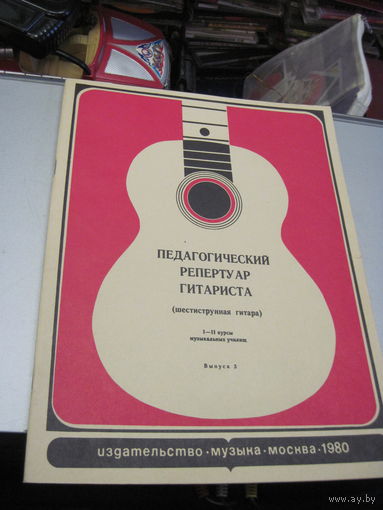 ПЕДАГОГИЧЕСКИЙ
РЕПЕРТУАР
ГИТАРИСТА
(шестиструнная гитара)
I—II курсы
музыкальных училищ
Выпуск 3
издательство·музыка·москва·1980
www.ay.by